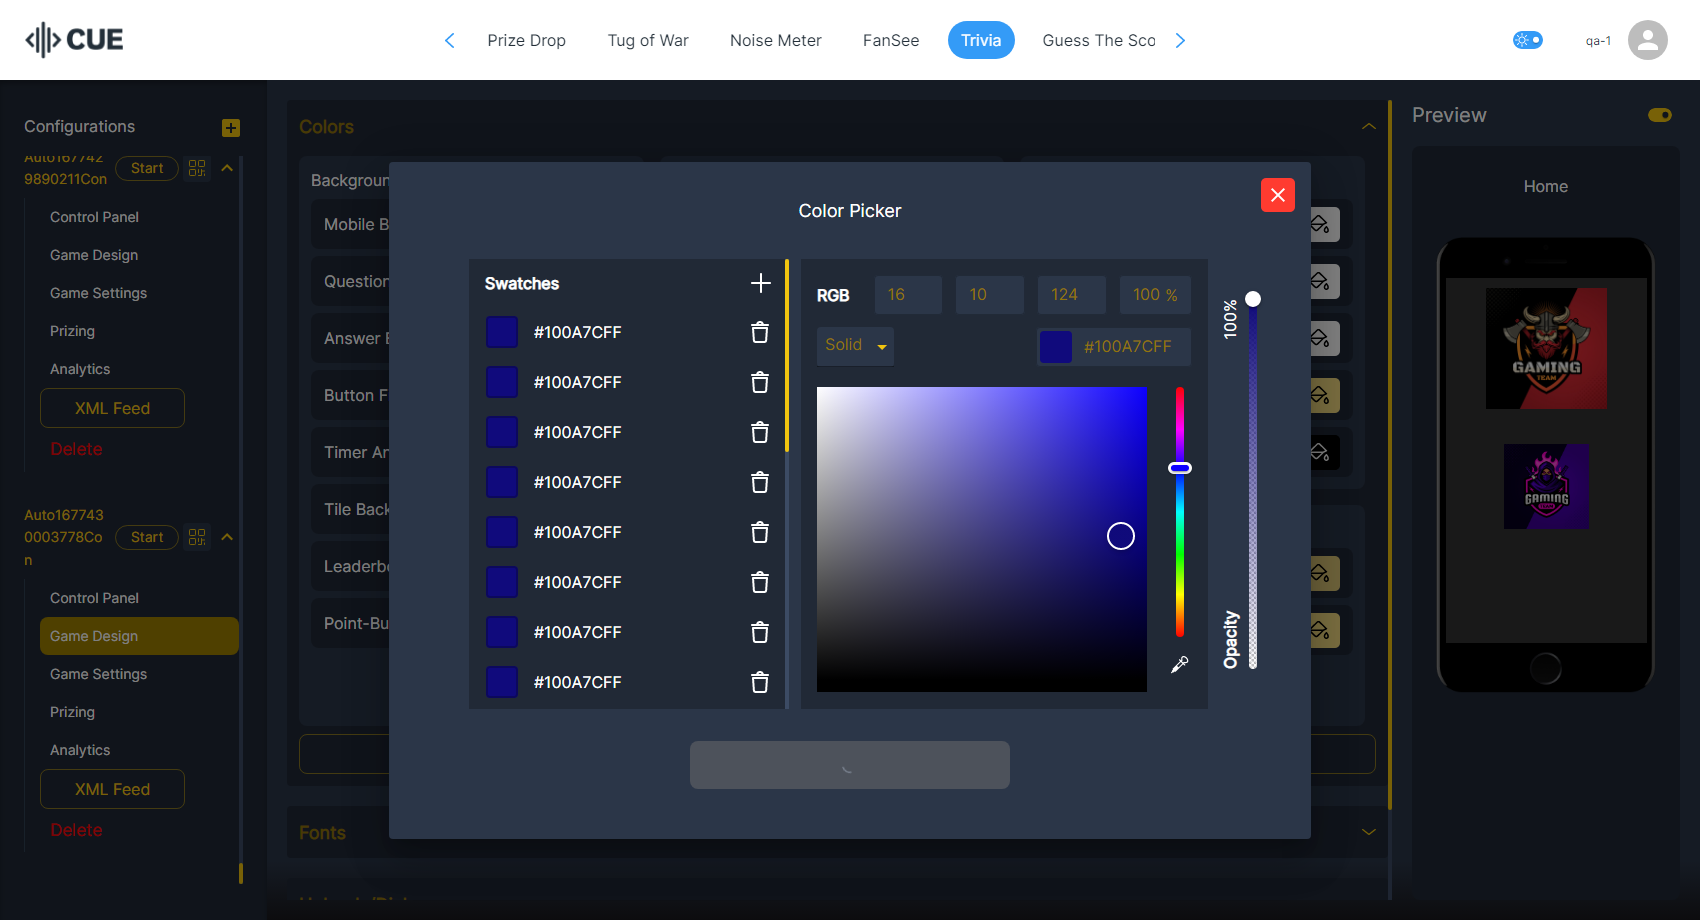 CUE
Prize Drop
Tug of War
Noise Meter
FanSee
Trivia
Guess The Sco
qa-1
Configurations
Auto167742
9890211Con
Start
Control Panel
Game Design
Game Settings
Prizing
Analytics
XML Feed
Delete
Auto167743
0003778Co
n
Start
Control Panel
Game Design
Game Settings
Prizing
Analytics
XML Feed
Delete
Colors
Backgroun
Mobile B
Question
Answer
Button F
Timer An
Tile Back
Leaderb
Point-Bu
Fonts
Color Picker
Swatches
#100A7CFF
#100A7CFF
#100A7CFF
#100A7CFF
#100A7CFF
#100A7CFF
#100A7CFF
#100A7CFF
RGB
16
10
124
100 %
Solid
#100A7CFF
100%
Opacity
Preview
Home
GAMING
TEAM
GAMING
TEAM